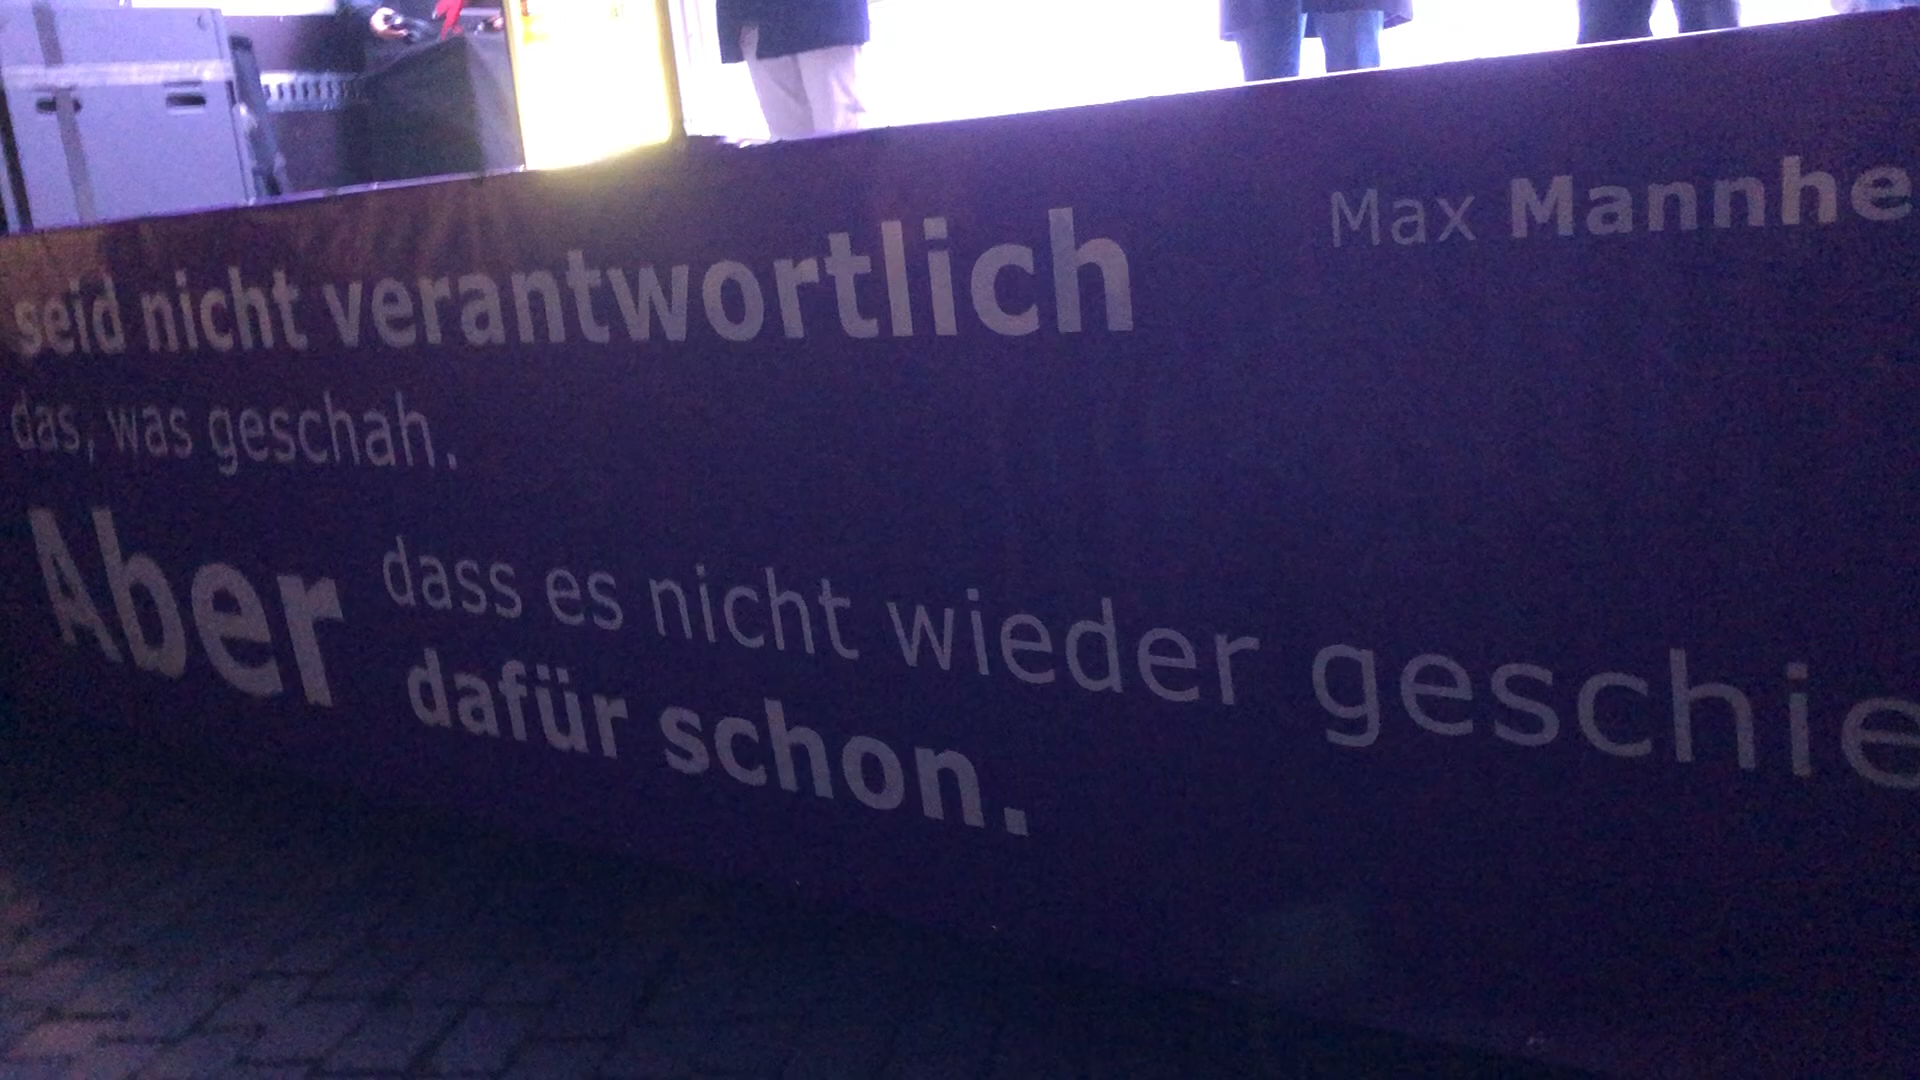 seid nicht verantwortlich
Max Mannhe
das, was geschah.
Aber dass es nicht wieder geschie
dafür schon.